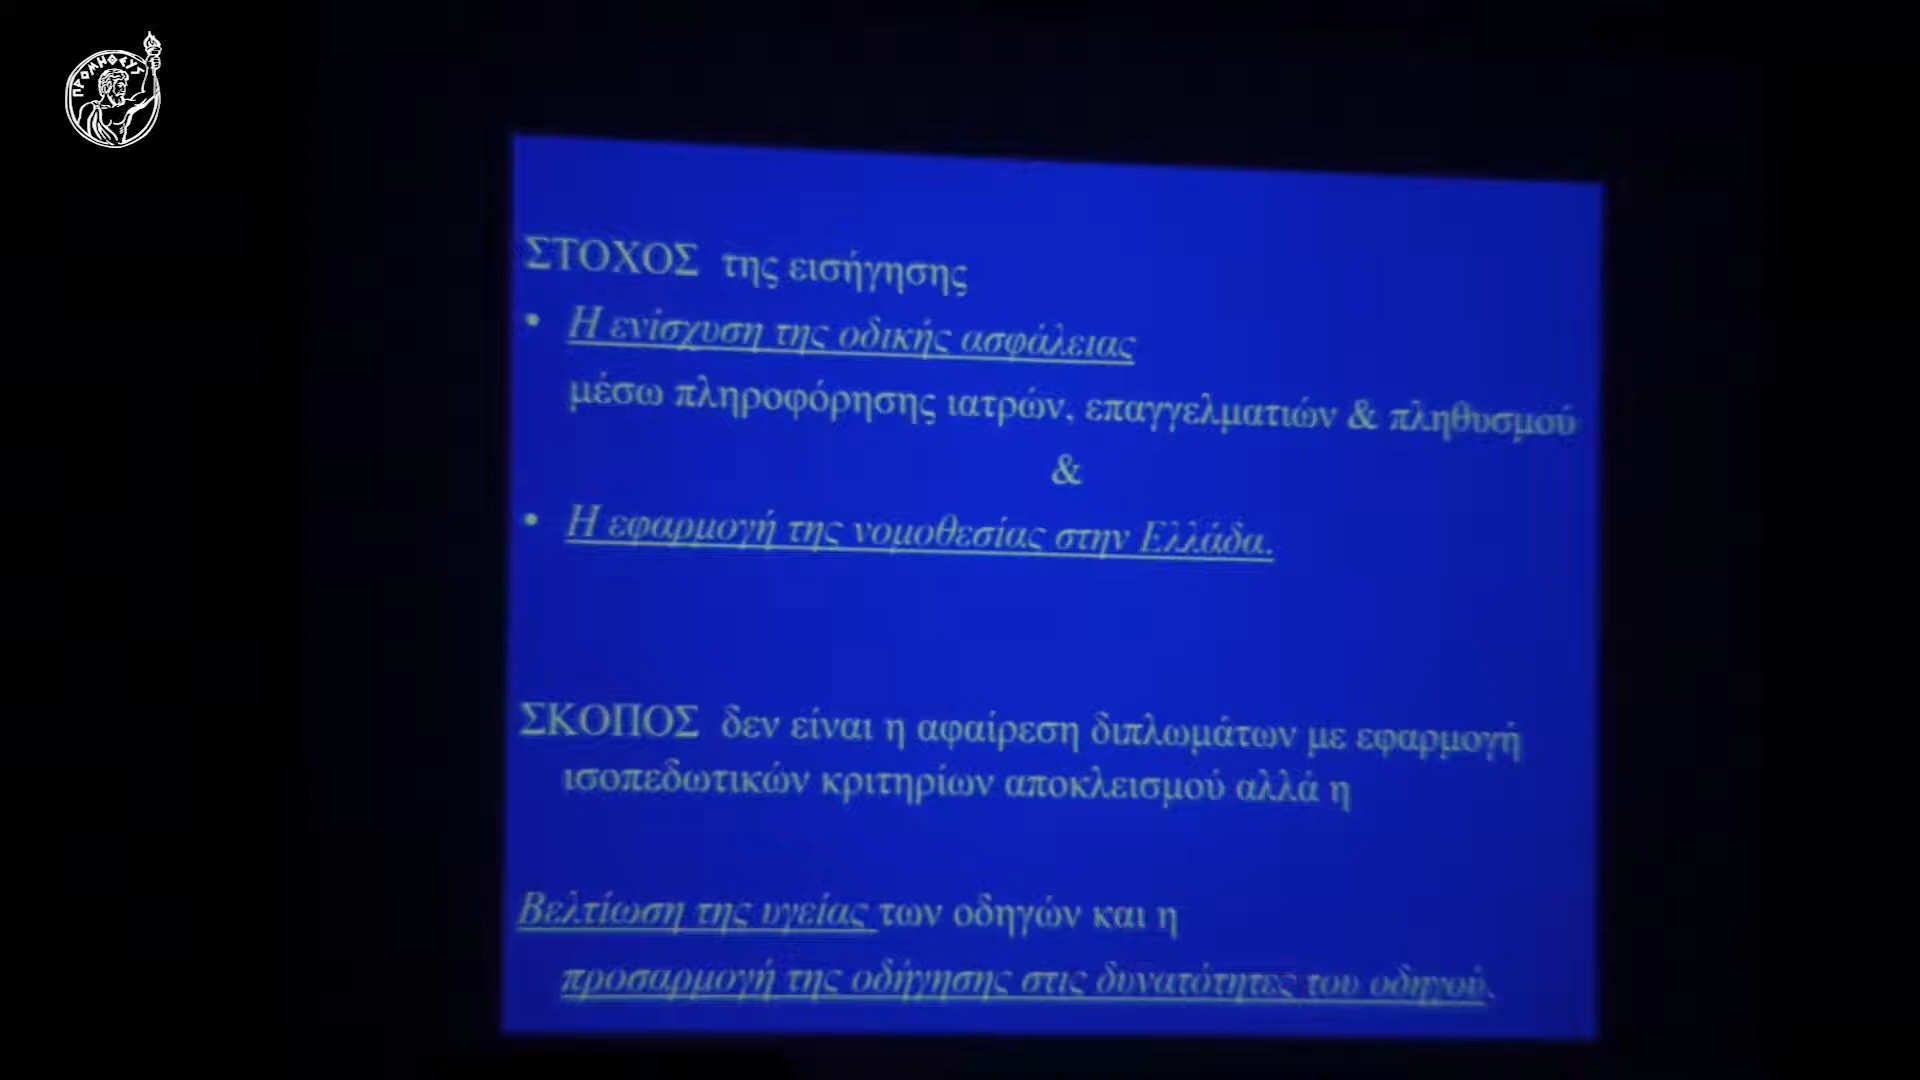 ΠΡΟΜΗΘΕΥΣ
ΣΤΟΧΟΣ της εισήγησης
• Η ενίσχυση της οδικής ασφάλειας
μέσω πληροφόρησης ιατρών, επαγγελματιών & πληθυσμού
&
• Η εφαρμογή της νομοθεσίας στην Ελλάδα.
ΣΚΟΠΟΣ δεν είναι η αφαίρεση διπλωμάτων με εφαρμογή
ισοπεδωτικών κριτηρίων αποκλεισμού αλλά η
Βελτίωση της υγείας των οδηγών και η
προσαρμογή της οδήγησης στις δυνατότητες του οδηγού.